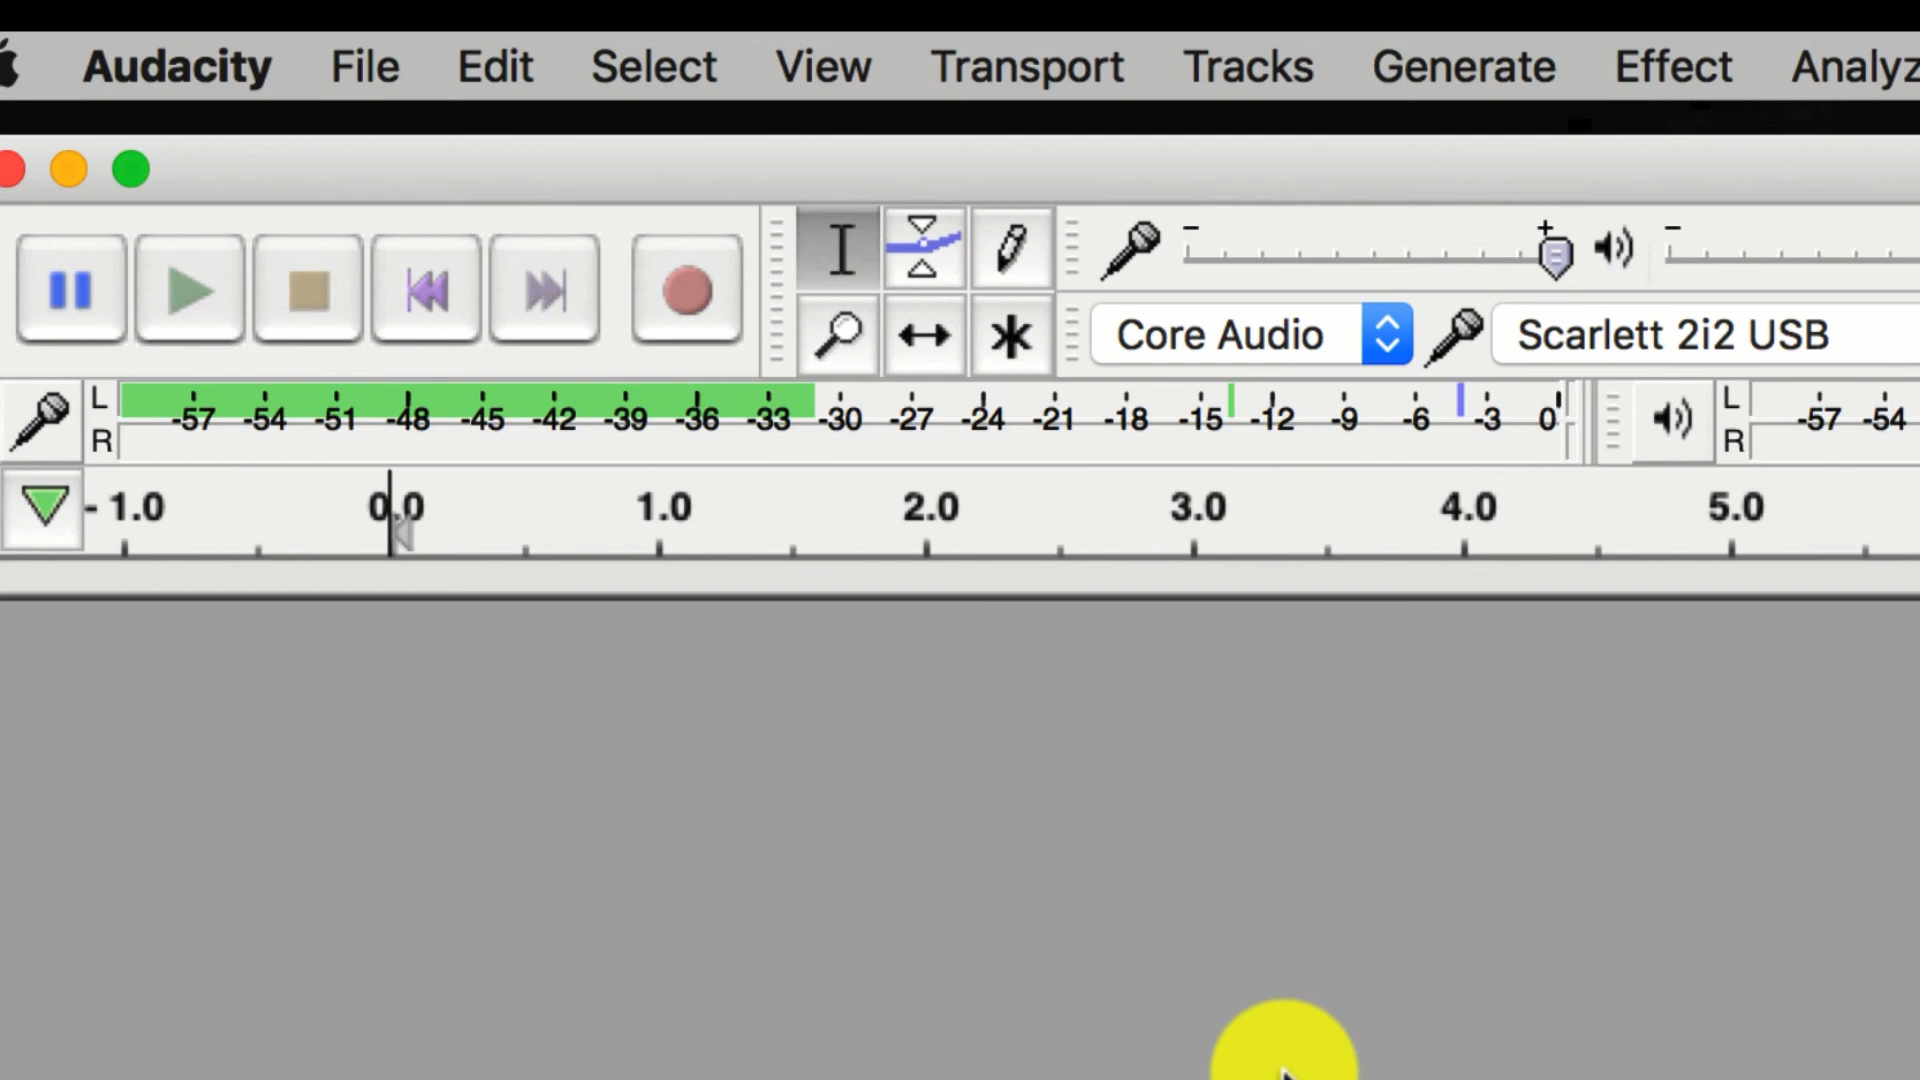 Audacity File Edit Select View Transport Tracks Generate Effect Analyz
- + -
Core Audio Scarlett 2i2 USB
L -57 -54 -51 -48 -45 -42 -39 -36 -33 -30 -27 -24 -21 -18 -15 -12 -9 -6 -3 0 L -57 -54
R R
- 1.0 0.0 1.0 2.0 3.0 4.0 5.0